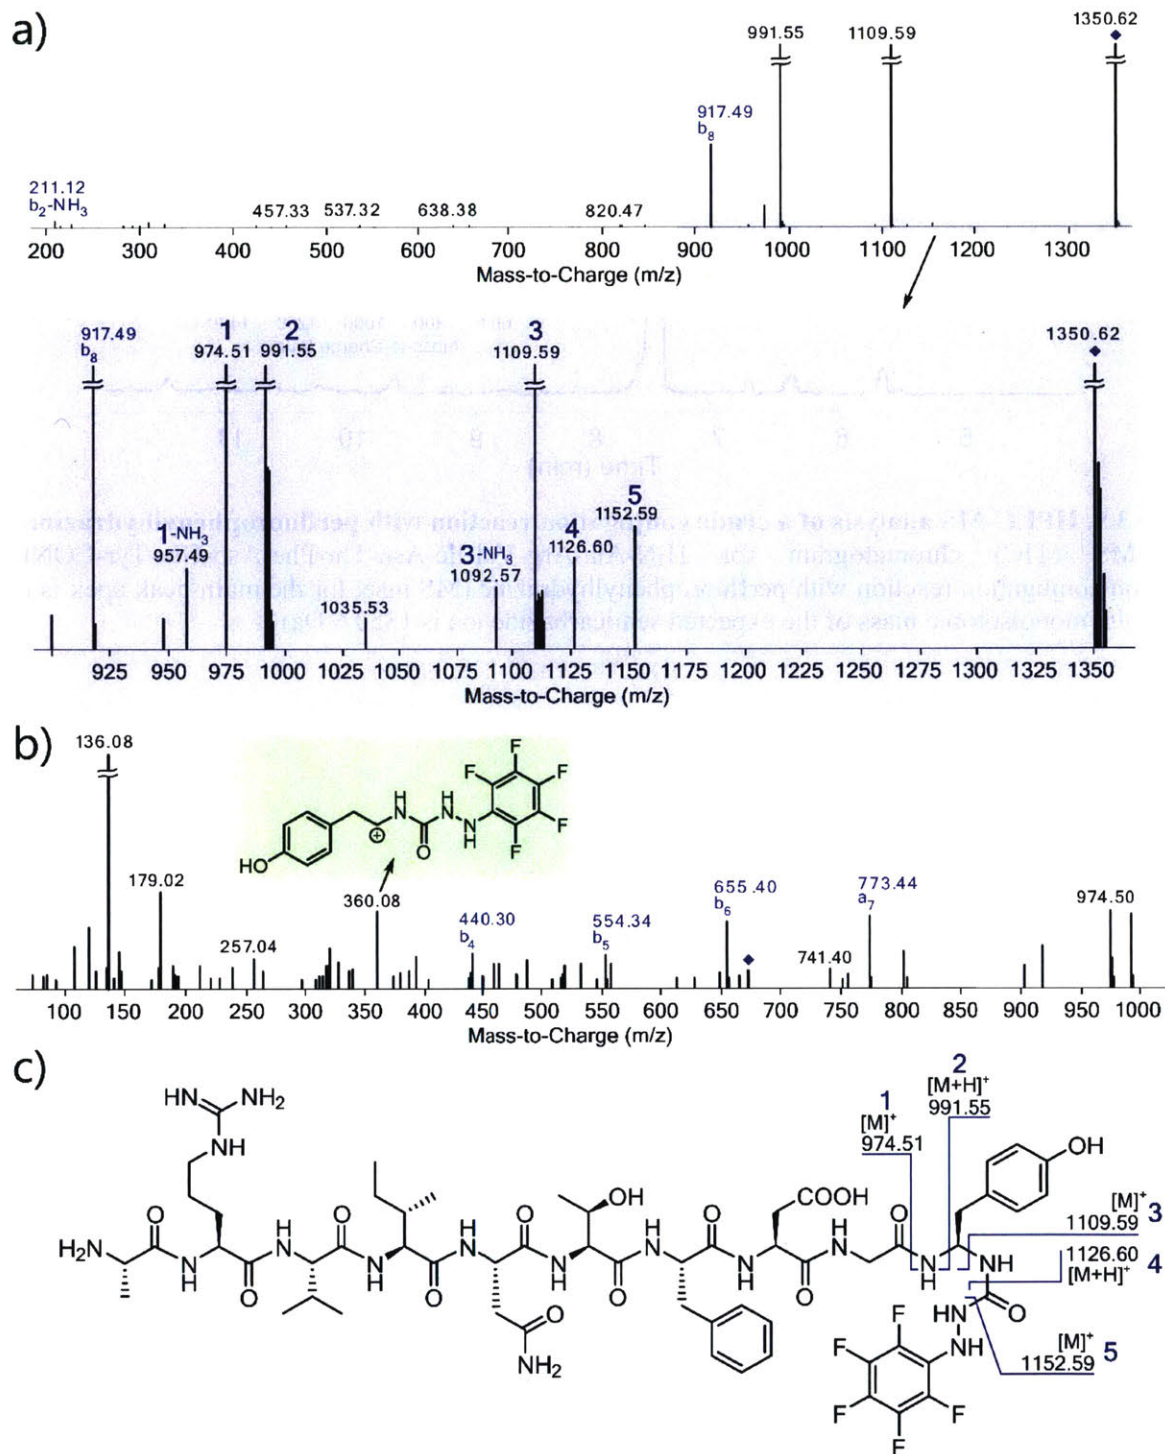 a)
991.55
1109.59
1350.62
917.49
b8
211.12
b2-NH3
457.33
537.32
638.38
820.47
200 300 400 500 600 700 800 900 1000 1100 1200 1300
Mass-to-Charge (m/z)
917.49
b8
1
974.51
2
991.55
3
1109.59
1350.62
1-NH3
957.49
1035.53
3-NH3
1092.57
4
1126.60
5
1152.59
925 950 975 1000 1025 1050 1075 1100 1125 1150 1175 1200 1225 1250 1275 1300 1325 1350
Mass-to-Charge (m/z)
b)
136.08
179.02
257.04
360.08
HO
H
N
O
H
N
N
H
F
F
F
F
F
440.30
b4
554.34
b5
655.40
b6
773.44
a7
741.40
974.50
100 150 200 250 300 350 400 450 500 550 600 650 700 750 800 850 900 950 1000
Mass-to-Charge (m/z)
c)
HN
NH2
NH
H2N
O
N
H
O
H
N
O
N
H
O
H
N
O
NH2
O
N
H
OH
O
H
N
O
N
H
COOH
O
H
N
O
N
H
OH
NH
O
HN
NH
F
F
F
F
F
1
[M]+
974.51
2
[M+H]+
991.55
[M]+
1109.59 3
1126.60
[M+H]+ 4
[M]+
1152.59 5